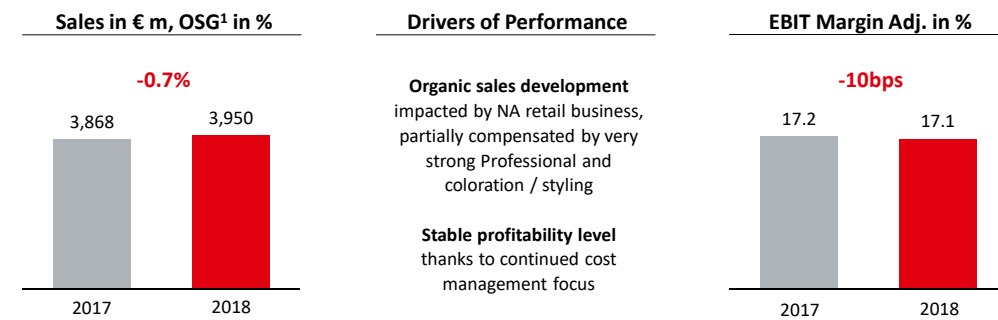 Sales in € m, OSG¹ in %
-0.7%
3,868
3,950
2017
2018
Drivers of Performance
Organic sales development
impacted by NA retail business,
partially compensated by very
strong Professional and
coloration / styling
Stable profitability level
thanks to continued cost
management focus
EBIT Margin Adj. in %
-10bps
17.2
17.1
2017
2018